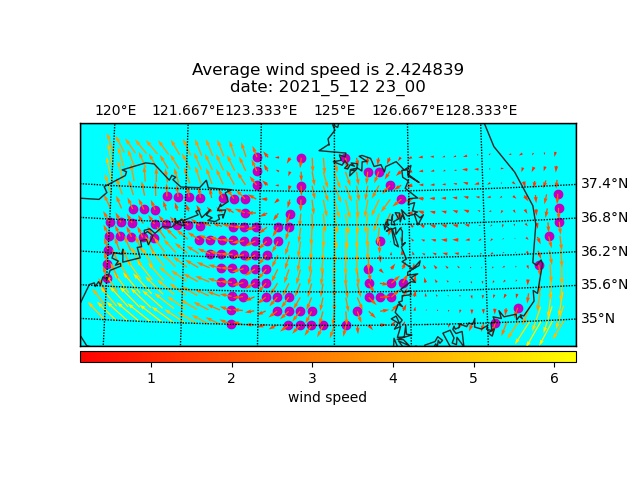 Average wind speed is 2.424839
date: 2021_5_12 23_00
120°E 121.667°E 123.333°E 125°E 126.667°E 128.333°E
37.4°N
36.8°N
36.2°N
35.6°N
35°N
1 2 3 4 5 6
wind speed